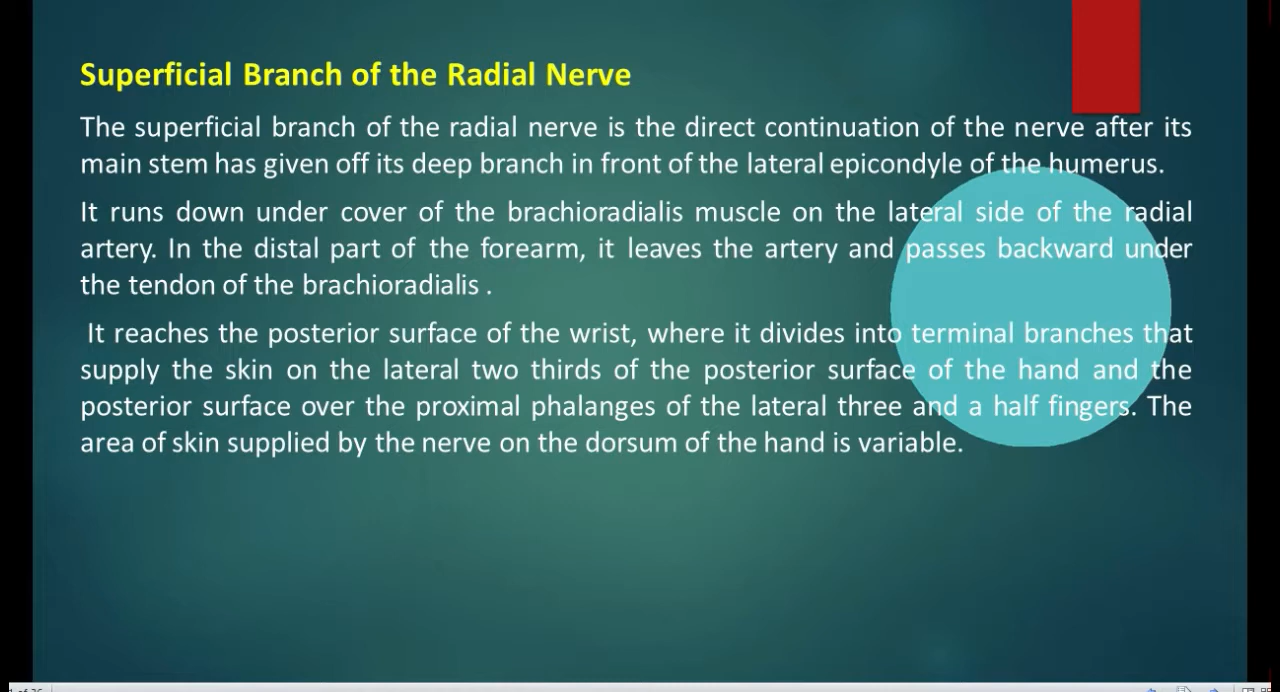 Superficial Branch of the Radial Nerve
The superficial branch of the radial nerve is the direct continuation of the nerve after its
main stem has given off its deep branch in front of the lateral epicondyle of the humerus.
It runs down under cover of the brachioradialis muscle on the lateral side of the radial
artery. In the distal part of the forearm, it leaves the artery and passes backward under
the tendon of the brachioradialis .
It reaches the posterior surface of the wrist, where it divides into terminal branches that
supply the skin on the lateral two thirds of the posterior surface of the hand and the
posterior surface over the proximal phalanges of the lateral three and a half fingers. The
area of skin supplied by the nerve on the dorsum of the hand is variable.